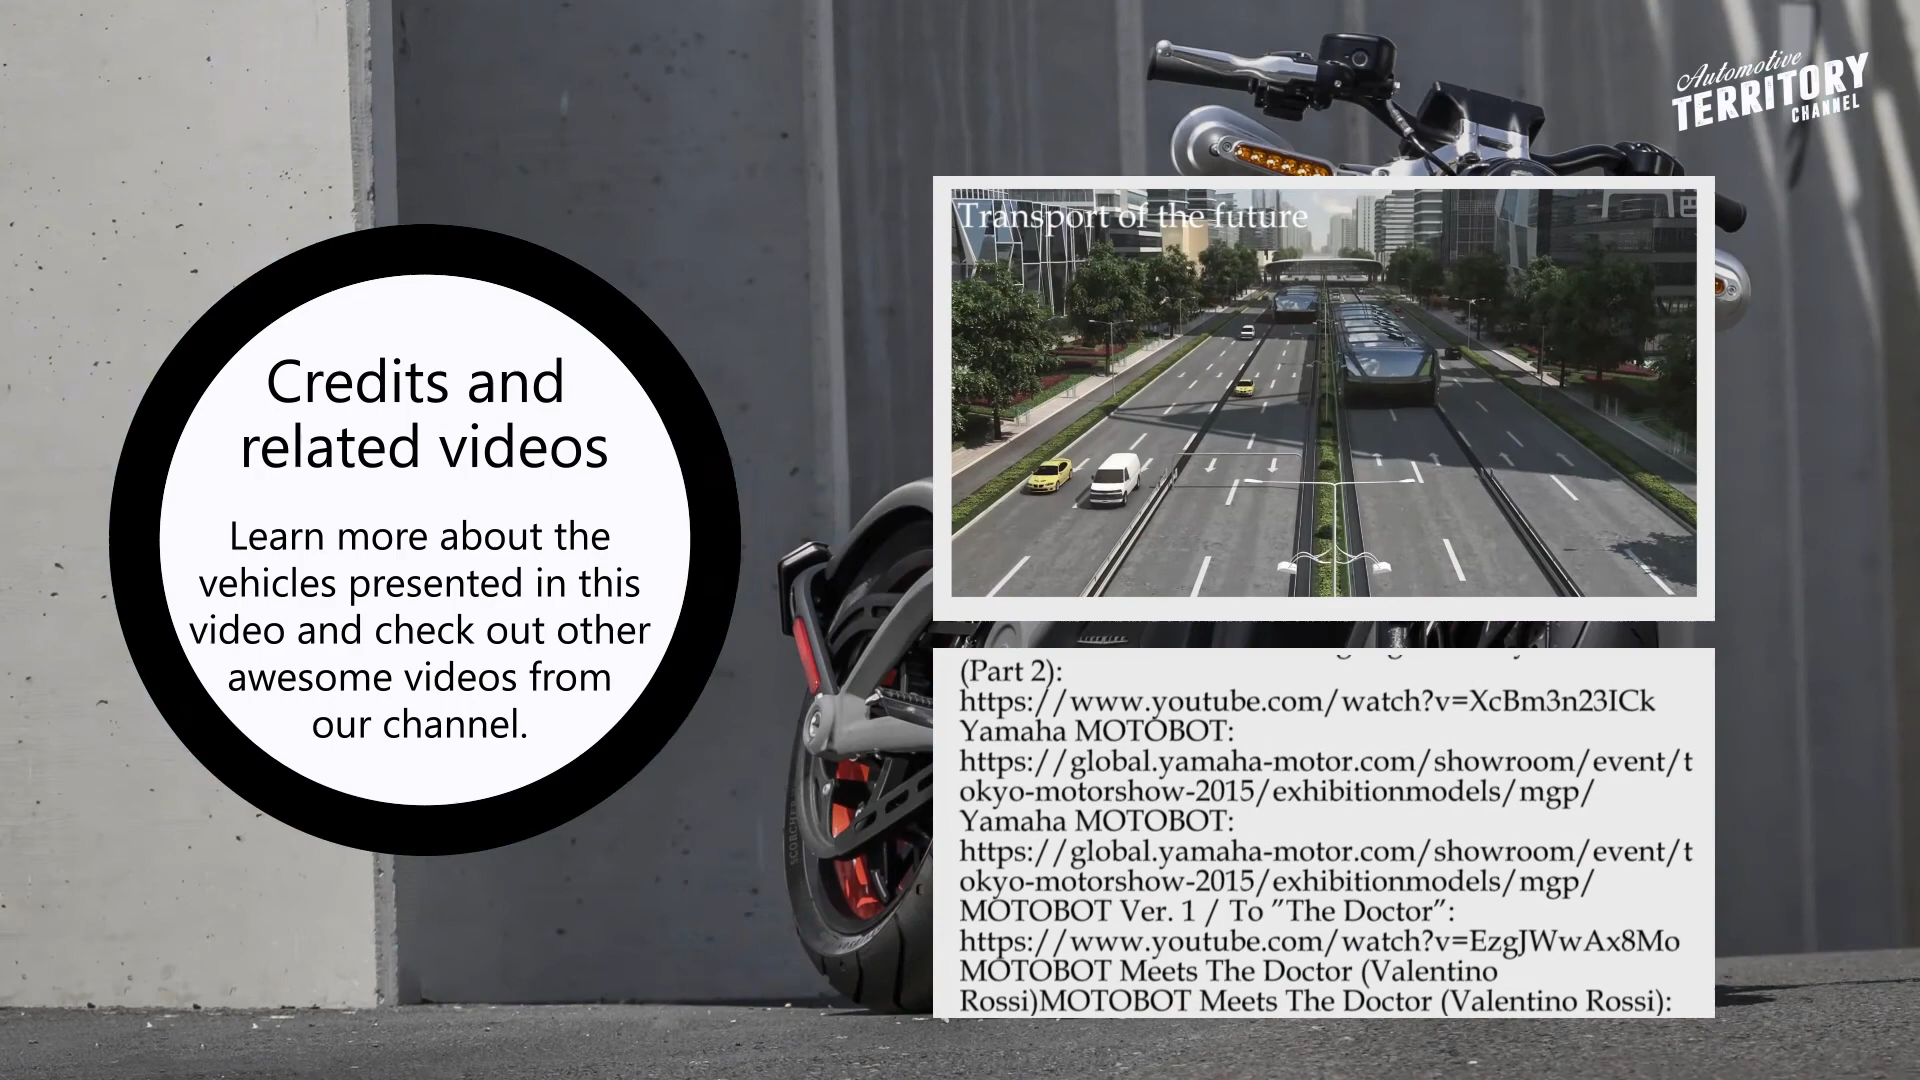 Automotive
TERRITORY
CHANNEL
Transport of the future
Credits and
related videos
Learn more about the
vehicles presented in this
video and check out other
awesome videos from
our channel.
(Part 2):
https://www.youtube.com/watch?v=XcBm3n23ICk
Yamaha MOTOBOT:
https://global.yamaha-motor.com/showroom/event/t
okyo-motorshow-2015/exhibitionmodels/mgp/
Yamaha MOTOBOT:
https://global.yamaha-motor.com/showroom/event/t
okyo-motorshow-2015/exhibitionmodels/mgp/
MOTOBOT Ver. 1 / To ”The Doctor”:
https://www.youtube.com/watch?v=EzgJWwAx8Mo
MOTOBOT Meets The Doctor (Valentino
Rossi)MOTOBOT Meets The Doctor (Valentino Rossi):
LIVEWIRE
SCORCHER